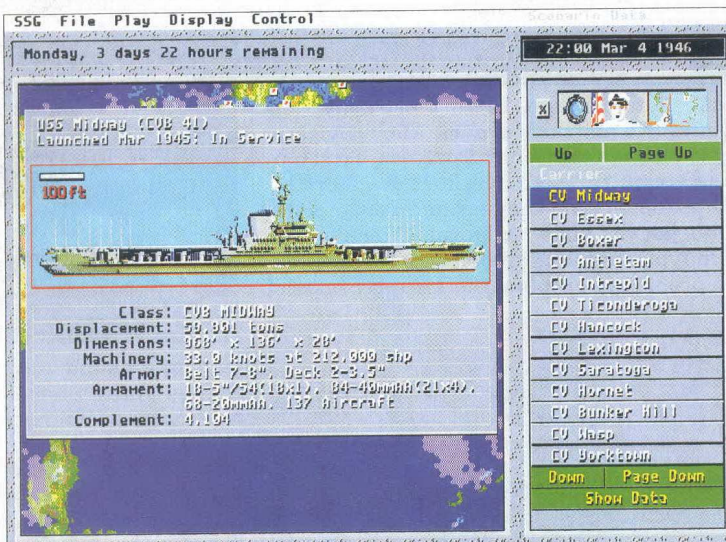 SSG File Play Display Control
Monday, 3 days 22 hours remaining
22:00 Mar 4 1946
USS Midway (CVB 41)
Launched Mar 1945: In Service
100ft
Class: CVB MIDWAY
Displacement: 59,901 tons
Dimensions: 968' x 136' x 28'
Machinery: 33.0 knots at 212,000 shp
Armor: Belt 7-8", Deck 2-3.5"
Armament: 18-5"/54(18x1), 84-40mmAA(21x4),
68-20mmAA, 137 Aircraft
Complement: 4,104
X
Up Page Up
Carrier
CV Midway
CV Essex
CV Boxer
CV Antietam
CV Intrepid
CV Ticonderoga
CV Hancock
CV Lexington
CV Saratoga
CV Hornet
CV Bunker Hill
CV Wasp
CV Yorktown
Down Page Down
Show Data